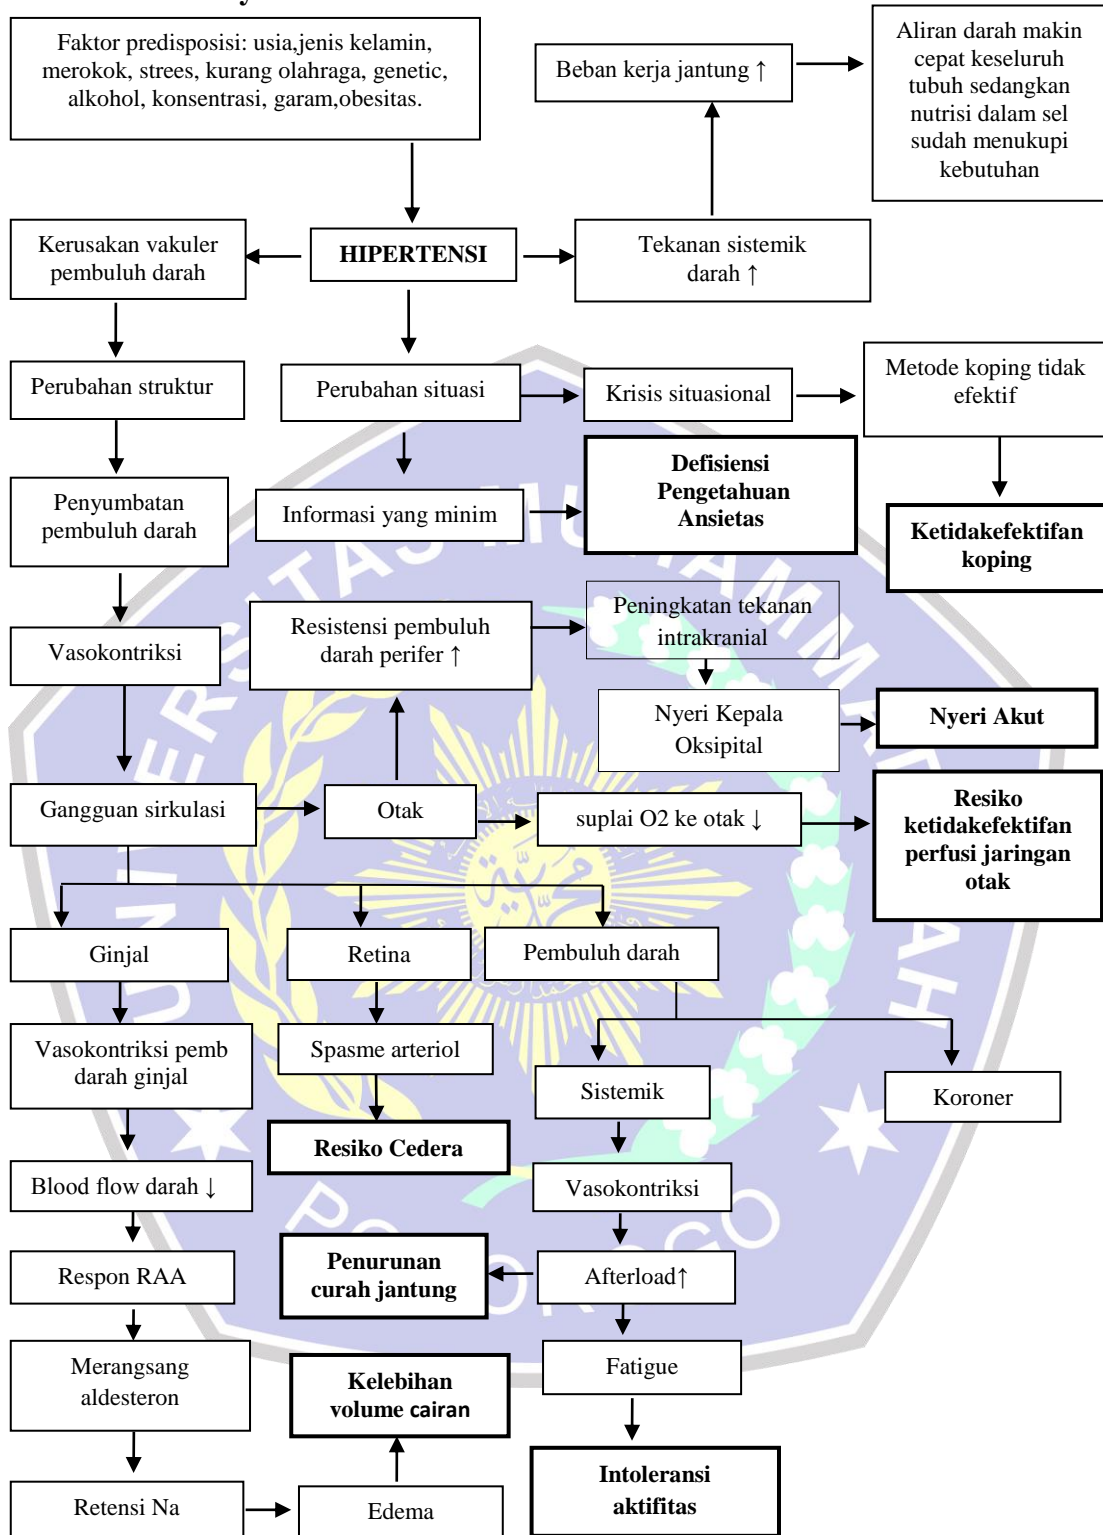 Faktor predisposisi: usia,jenis kelamin,
merokok, strees, kurang olahraga, genetic,
alkohol, konsentrasi, garam,obesitas.
Beban kerja jantung ↑
Aliran darah makin
cepat keseluruh
tubuh sedangkan
nutrisi dalam sel
sudah menukupi
kebutuhan
Kerusakan vakuler
pembuluh darah
HIPERTENSI
Tekanan sistemik
darah ↑
Perubahan struktur
Perubahan situasi
Krisis situasional
Metode koping tidak
efektif
Penyumbatan
pembuluh darah
Informasi yang minim
Defisiensi
Pengetahuan
Ansietas
Ketidakefektifan
koping
Vasokontriksi
Resistensi pembuluh
darah perifer ↑
Peningkatan tekanan
intrakranial
Nyeri Kepala
Oksipital
Nyeri Akut
Gangguan sirkulasi
Otak
suplai O2 ke otak ↓
Resiko
ketidakefektifan
perfusi jaringan
otak
Ginjal
Retina
Pembuluh darah
Vasokontriksi pemb
darah ginjal
Spasme arteriol
Sistemik
Koroner
Resiko Cedera
Blood flow darah ↓
Vasokontriksi
Respon RAA
Penurunan
curah jantung
Afterload↑
Merangsang
aldesteron
Kelebihan
volume cairan
Fatigue
Retensi Na
Edema
Intoleransi
aktifitas